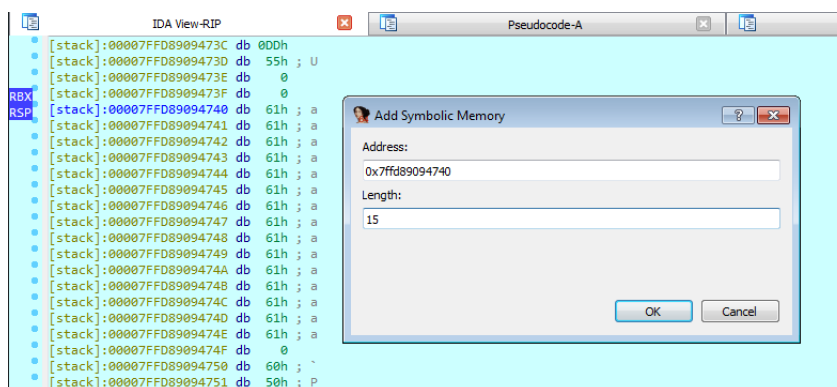 IDA View-RIP
Pseudocode-A
[stack]:00007FFD8909473C db 0DDh
[stack]:00007FFD8909473D db 55h ; U
[stack]:00007FFD8909473E db 0
[stack]:00007FFD8909473F db 0
RBX
RSP
[stack]:00007FFD89094740 db 61h ; a
[stack]:00007FFD89094741 db 61h ; a
[stack]:00007FFD89094742 db 61h ; a
[stack]:00007FFD89094743 db 61h ; a
[stack]:00007FFD89094744 db 61h ; a
[stack]:00007FFD89094745 db 61h ; a
[stack]:00007FFD89094746 db 61h ; a
[stack]:00007FFD89094747 db 61h ; a
[stack]:00007FFD89094748 db 61h ; a
[stack]:00007FFD89094749 db 61h ; a
[stack]:00007FFD8909474A db 61h ; a
[stack]:00007FFD8909474B db 61h ; a
[stack]:00007FFD8909474C db 61h ; a
[stack]:00007FFD8909474D db 61h ; a
[stack]:00007FFD8909474E db 61h ; a
[stack]:00007FFD8909474F db 0
[stack]:00007FFD89094750 db 60h ; `
[stack]:00007FFD89094751 db 50h ; P
Add Symbolic Memory
Address:
0x7ffd89094740
Length:
15
OK
Cancel